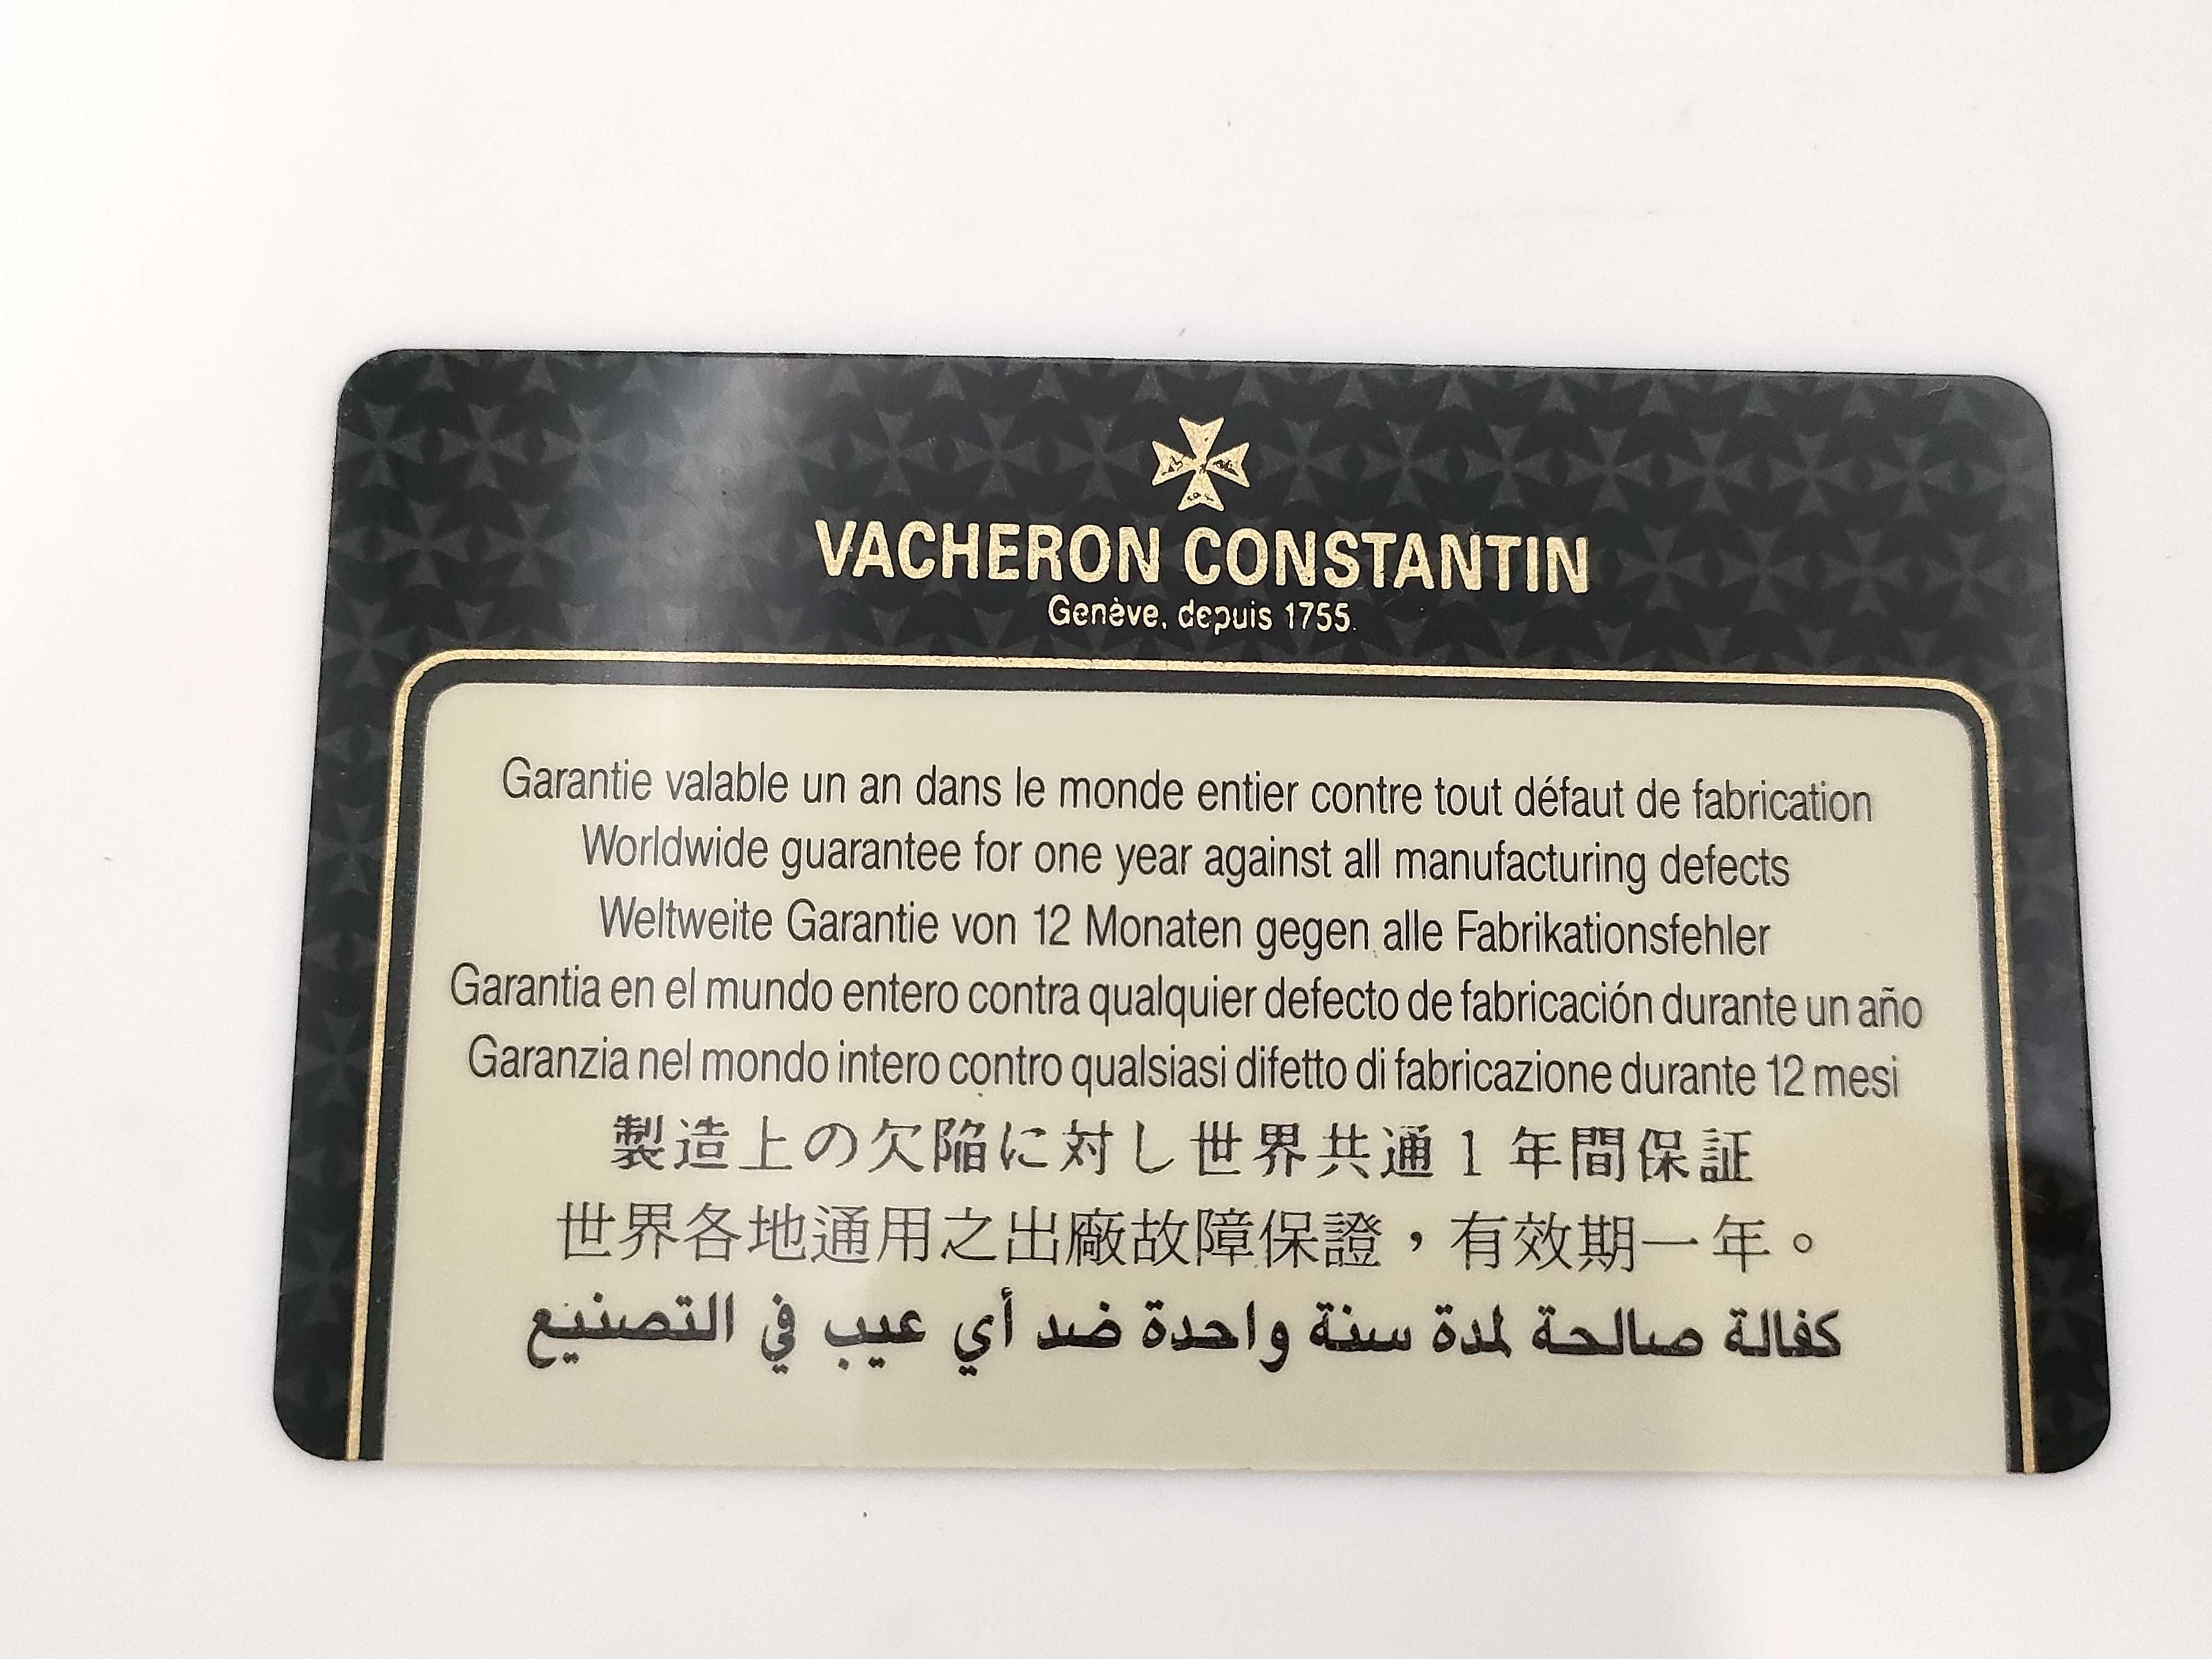 VACHERON CONSTANTIN
Genève, depuis 1755.
Garantie valable un an dans le monde entier contre tout défaut de fabrication
Worldwide guarantee for one year against all manufacturing defects
Weltweite Garantie von 12 Monaten gegen alle Fabrikationsfehler
Garantia en el mundo entero contra qualquier defecto de fabricación durante un año
Garanzia nel mondo intero contro qualsiasi difetto di fabricazione durante 12 mesi
製造上の欠陥に対し世界共通1年間保証
世界各地通用之出廠故障保證，有效期一年。
كفالة صالحة لمدة سنة واحدة ضد أي عيب في التصنيع